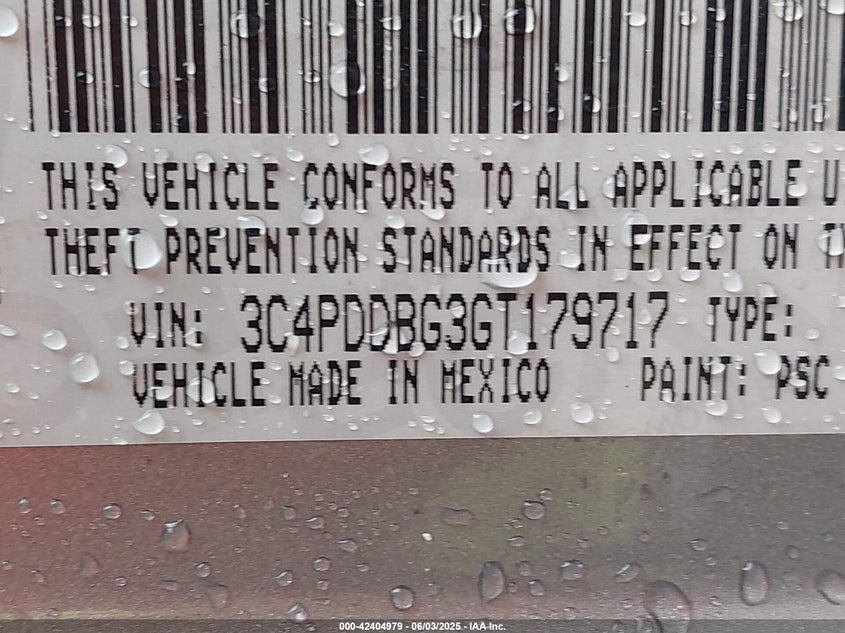 THIS VEHICLE CONFORMS TO ALL APPLICABLE U
THEFT PREVENTION STANDARDS IN EFFECT ON TH
VIN: 3C4PDDBG3GT179717 TYPE:
VEHICLE MADE IN MEXICO PAINT: PSC
000-42404979 - 06/03/2025 - IAA Inc.